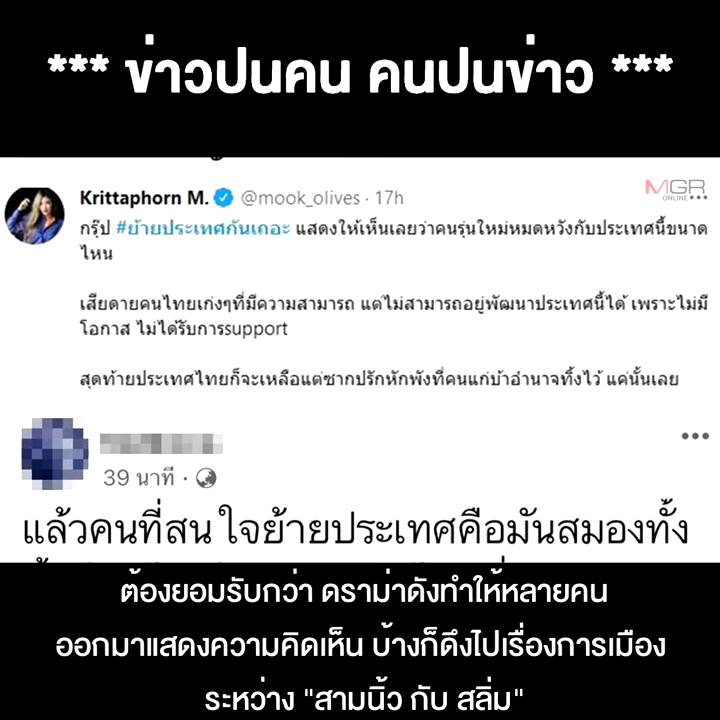 *** ข่าวปนคน คนปนข่าว ***
MGR
ONLINE
Krittaphorn M. @mook_olives · 17h
กรุ๊ป #ย้ายประเทศกันเถอะ แสดงให้เห็นเลยว่าคนรุ่นใหม่หมดหวังกับประเทศนี้ขนาด
ไหน
เสียดายคนไทยเก่งๆที่มีความสามารถ แต่ไม่สามารถอยู่พัฒนาประเทศนี้ได้ เพราะไม่มี
โอกาส ไม่ได้รับการsupport
สุดท้ายประเทศไทยก็จะเหลือแต่ซากปรักหักพังที่คนแก่บ้าอำนาจทิ้งไว้ แค่นั้นเลย
39 นาที ·
แล้วคนที่สนใจย้ายประเทศคือมันสมองทั้ง
ต้องยอมรับกว่า ดราม่าดังทำให้หลายคน
ออกมาแสดงความคิดเห็น บ้างก็ดึงไปเรื่องการเมือง
ระหว่าง "สามนิ้ว กับ สลิ่ม"